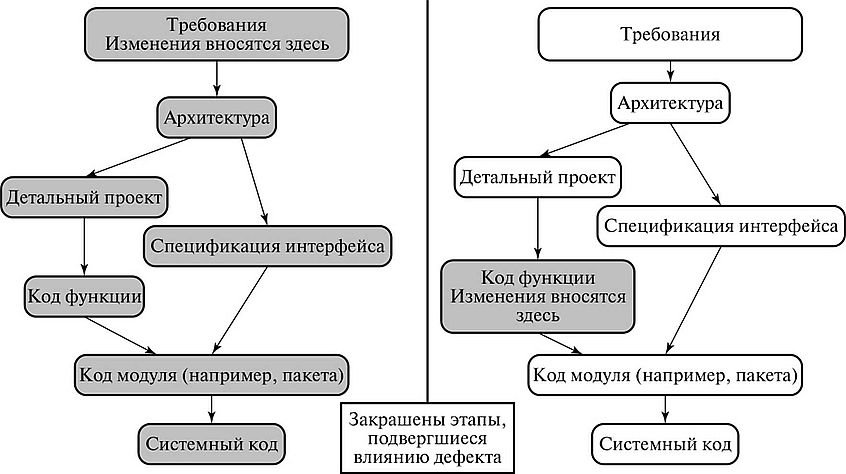 Требования
Изменения вносятся здесь
Архитектура
Детальный проект
Спецификация интерфейса
Код функции
Код модуля (например, пакета)
Системный код
Требования
Архитектура
Детальный проект
Спецификация интерфейса
Код функции
Изменения вносятся
здесь
Код модуля (например, пакета)
Системный код
Закрашены этапы,
подвергшиеся
влиянию дефекта